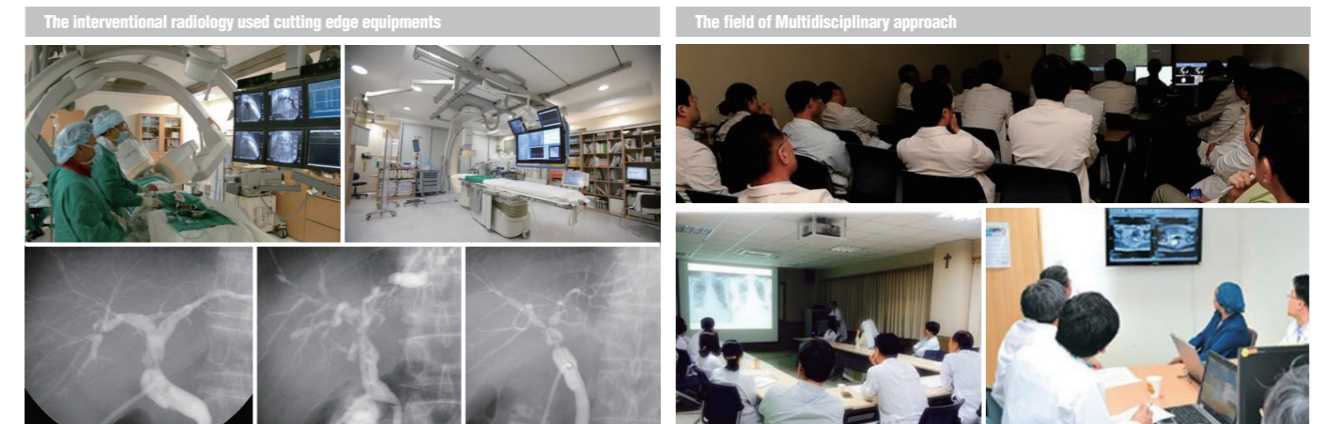 The interventional radiology used cutting edge equipments
The field of Multidisciplinary approach